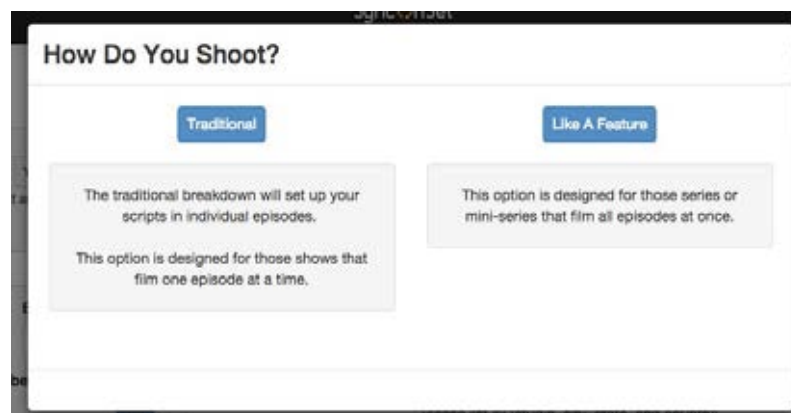 How Do You Shoot?
Traditional
The traditional breakdown will set up your
scripts in individual episodes.
This option is designed for those shows that
film one episode at a time.
Like A Feature
This option is designed for those series or
mini-series that film all episodes at once.